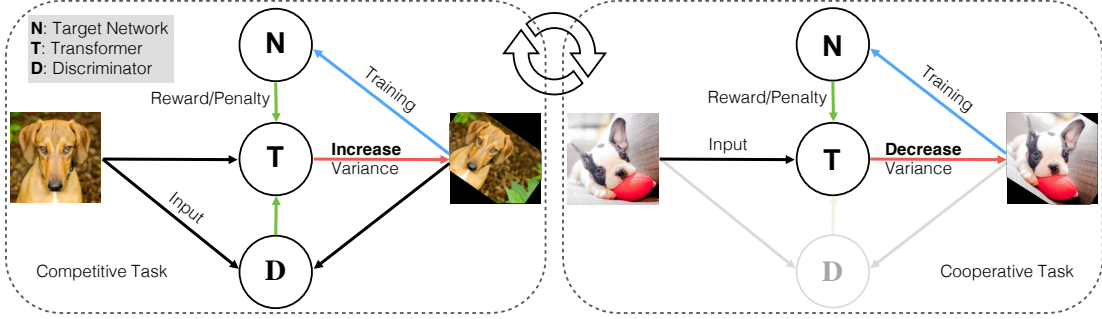 N: Target Network
T: Transformer
D: Discriminator
N
Training
Reward/Penalty
T
Increase
Variance
Input
D
Competitive Task
N
Training
Reward/Penalty
Input
T
Decrease
Variance
D
Cooperative Task